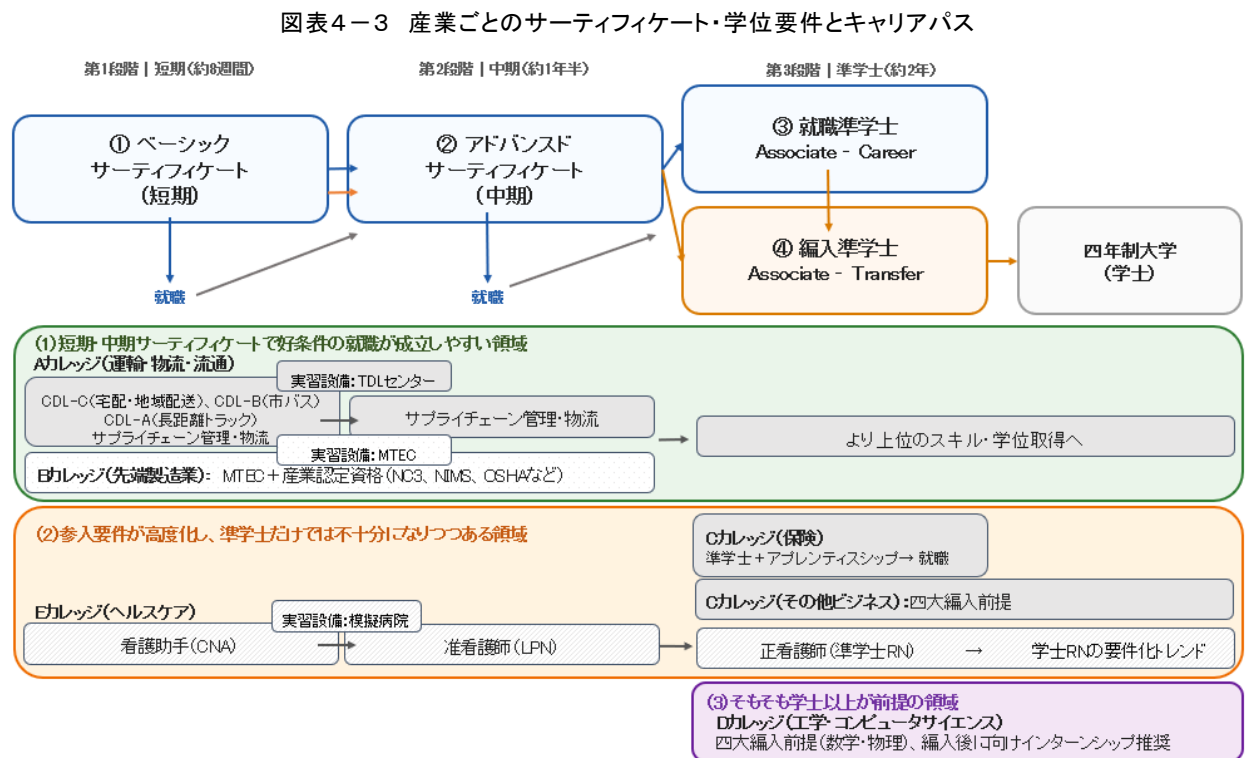 図表4-3 産業ごとのサーティフィケート・学位要件とキャリアパス
第1段階 | 短期(約8週間)
第2段階 | 中期(約1年半)
第3段階 | 準学士(約2年)
① ベーシック
サーティフィケート
(短期)
② アドバンスド
サーティフィケート
(中期)
③ 就職準学士
Associate - Career
④ 編入準学士
Associate - Transfer
四年制大学
(学士)
就職
就職
(1)短期・中期サーティフィケートで好条件の就職が成立しやすい領域
Aカレッジ(運輸・物流・流通)
実習設備:TDLセンター
CDL-C(宅配・地域配送)、CDL-B(市バス)
CDL-A(長距離トラック)
サプライチェーン管理・物流
サプライチェーン管理・物流
より上位のスキル・学位取得へ
実習設備:MTEC
Bカレッジ(先端製造業): MTEC+産業認定資格(NC3、NIMS、OSHAなど)
(2)参入要件が高度化し、準学士だけでは不十分になりつつある領域
Cカレッジ(保険)
準学士+アプレンティスシップ→ 就職
Cカレッジ(その他ビジネス):四大編入前提
Eカレッジ(ヘルスケア)
実習設備:模擬病院
看護助手(CNA)
准看護師(LPN)
正看護師(準学士RN) → 学士RNの要件化トレンド
(3)そもそも学士以上が前提の領域
Dカレッジ(工学・コンピュータサイエンス)
四大編入前提(数学・物理)、編入後に向けインターンシップ推奨